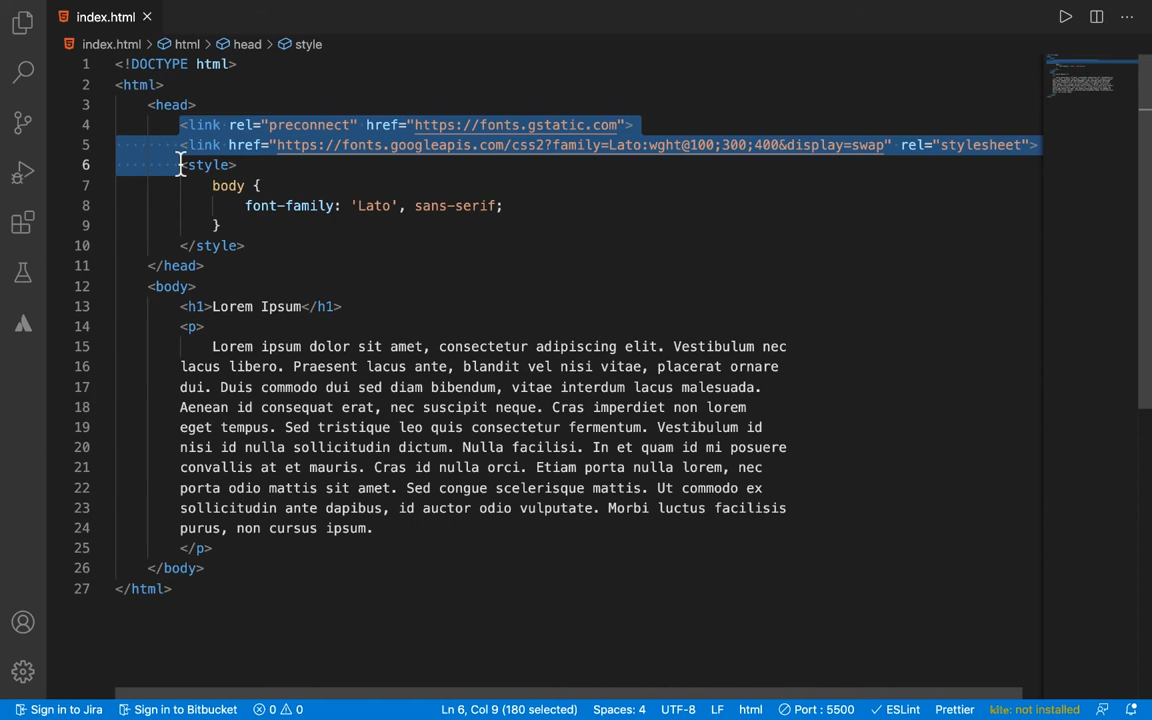 index.html
index.html > html > head > style
1 <!DOCTYPE html>
2 <html>
3 <head>
4 <link rel="preconnect" href="https://fonts.gstatic.com">
5 <link href="https://fonts.googleapis.com/css2?family=Lato:wght@100;300;400&display=swap" rel="stylesheet">
6 <style>
7 body {
8 font-family: 'Lato', sans-serif;
9 }
10 </style>
11 </head>
12 <body>
13 <h1>Lorem Ipsum</h1>
14 <p>
15 Lorem ipsum dolor sit amet, consectetur adipiscing elit. Vestibulum nec
16 lacus libero. Praesent lacus ante, blandit vel nisi vitae, placerat ornare
17 dui. Duis commodo dui sed diam bibendum, vitae interdum lacus malesuada.
18 Aenean id consequat erat, nec suscipit neque. Cras imperdiet non lorem
19 eget tempus. Sed tristique leo quis consectetur fermentum. Vestibulum id
20 nisi id nulla sollicitudin dictum. Nulla facilisi. In et quam id mi posuere
21 convallis at et mauris. Cras id nulla orci. Etiam porta nulla lorem, nec
22 porta odio mattis sit amet. Sed congue scelerisque mattis. Ut commodo ex
23 sollicitudin ante dapibus, id auctor odio vulputate. Morbi luctus facilisis
24 purus, non cursus ipsum.
25 </p>
26 </body>
27 </html>
Sign in to Jira Sign in to Bitbucket 0 0 Ln 6, Col 9 (180 selected) Spaces: 4 UTF-8 LF html Port : 5500 ESLint Prettier kite: not installed